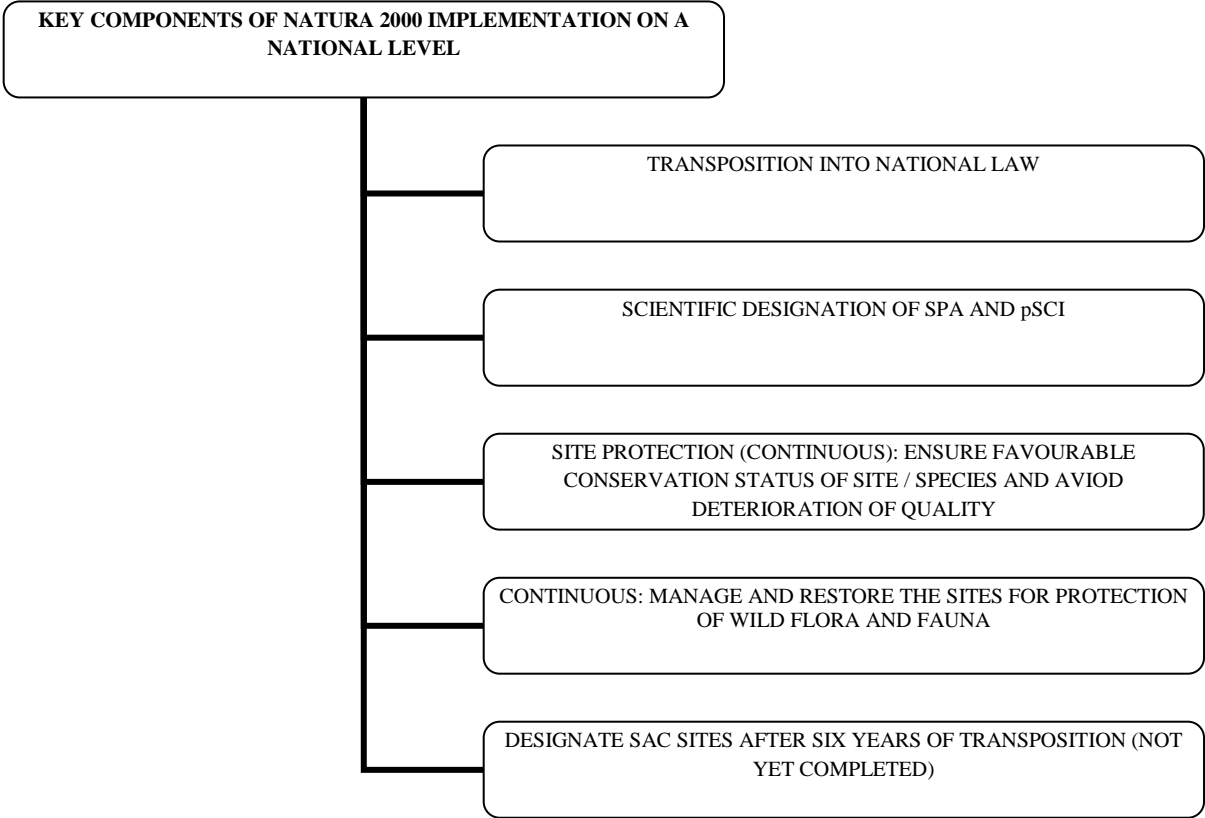 KEY COMPONENTS OF NATURA 2000 IMPLEMENTATION ON A
NATIONAL LEVEL
TRANSPOSITION INTO NATIONAL LAW
SCIENTIFIC DESIGNATION OF SPA AND pSCI
SITE PROTECTION (CONTINUOUS): ENSURE FAVOURABLE
CONSERVATION STATUS OF SITE / SPECIES AND AVIOD
DETERIORATION OF QUALITY
CONTINUOUS: MANAGE AND RESTORE THE SITES FOR PROTECTION
OF WILD FLORA AND FAUNA
DESIGNATE SAC SITES AFTER SIX YEARS OF TRANSPOSITION (NOT
YET COMPLETED)